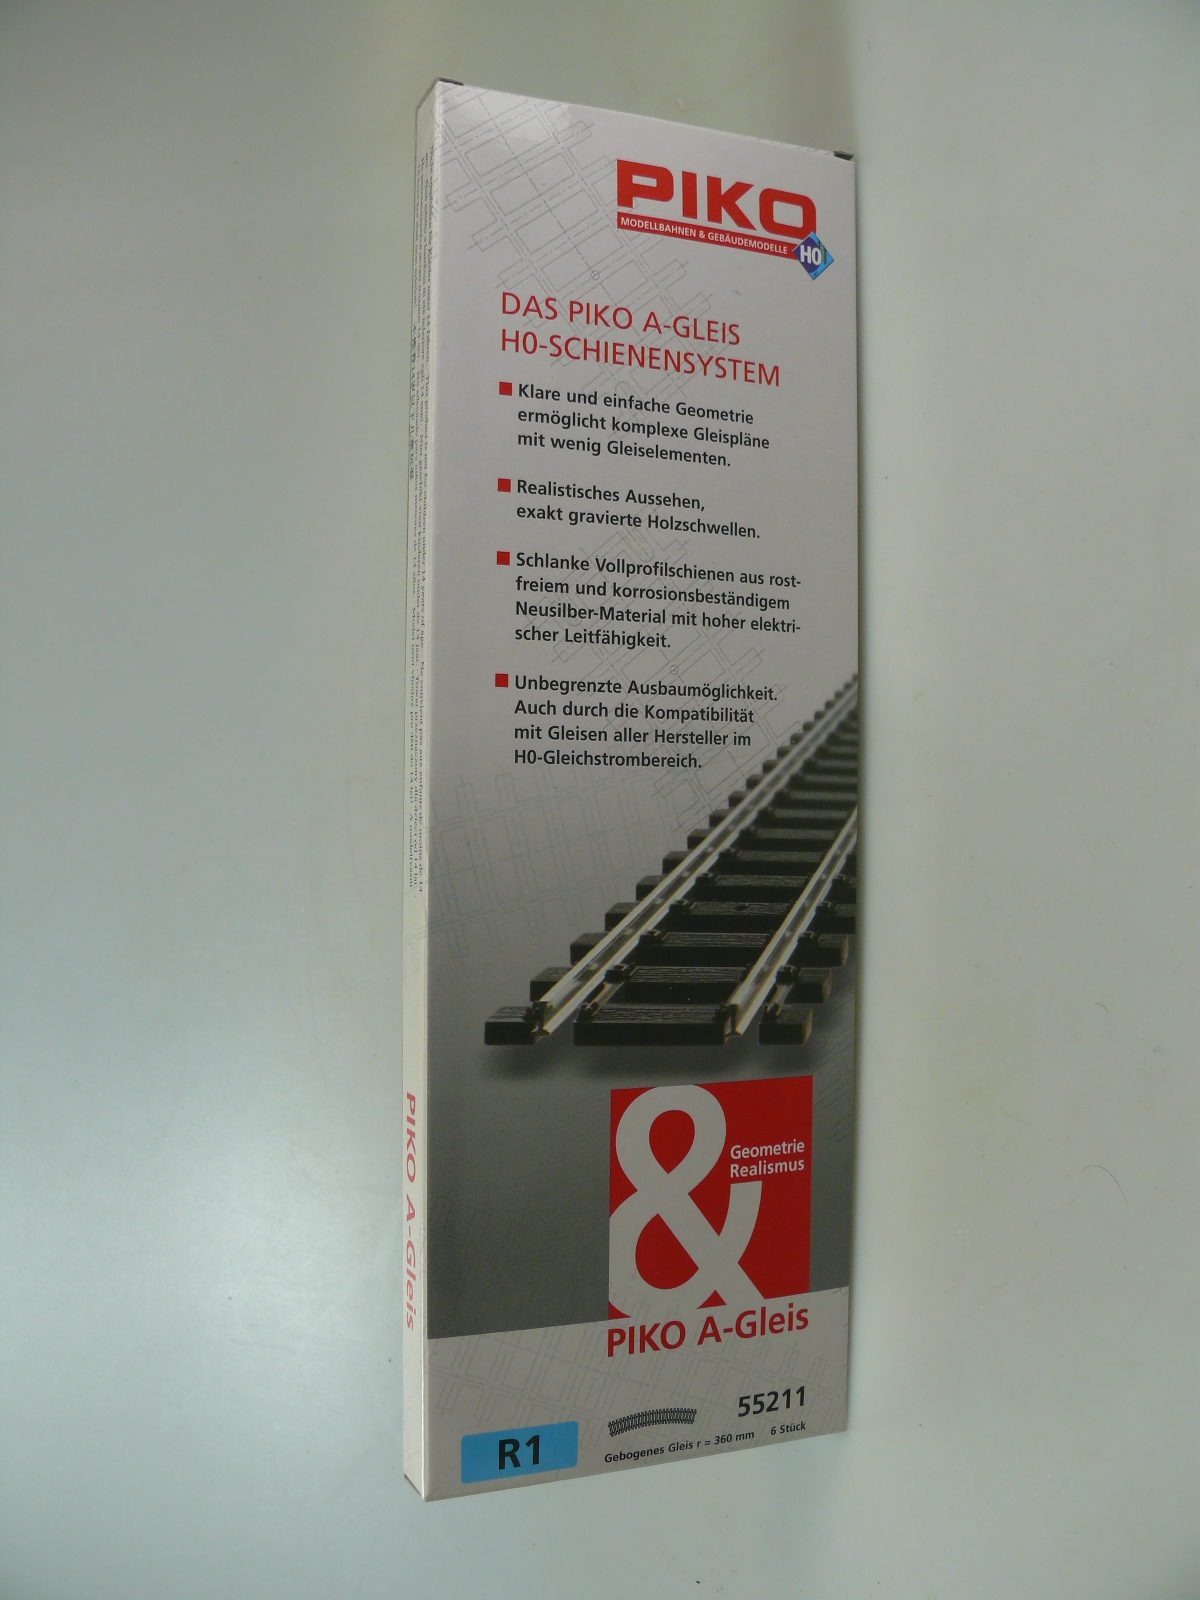 PIKO
MODELLBAHNEN & GEBÄUDEMODELLE
H0
DAS PIKO A-GLEIS
H0-SCHIENENSYSTEM
Klare und einfache Geometrie
ermöglicht komplexe Gleispläne
mit wenig Gleiselementen.
Realistisches Aussehen,
exakt gravierte Holzschwellen.
Schlanke Vollprofilschienen aus rost-
freiem und korrosionsbeständigem
Neusilber-Material mit hoher elektri-
scher Leitfähigkeit.
Unbegrenzte Ausbaumöglichkeit.
Auch durch die Kompatibilität
mit Gleisen aller Hersteller im
H0-Gleichstrombereich.
&
Geometrie
Realismus
PIKO A-Gleis
55211
R1
Gebogenes Gleis r = 360 mm 6 Stück
PIKO A-Gleis